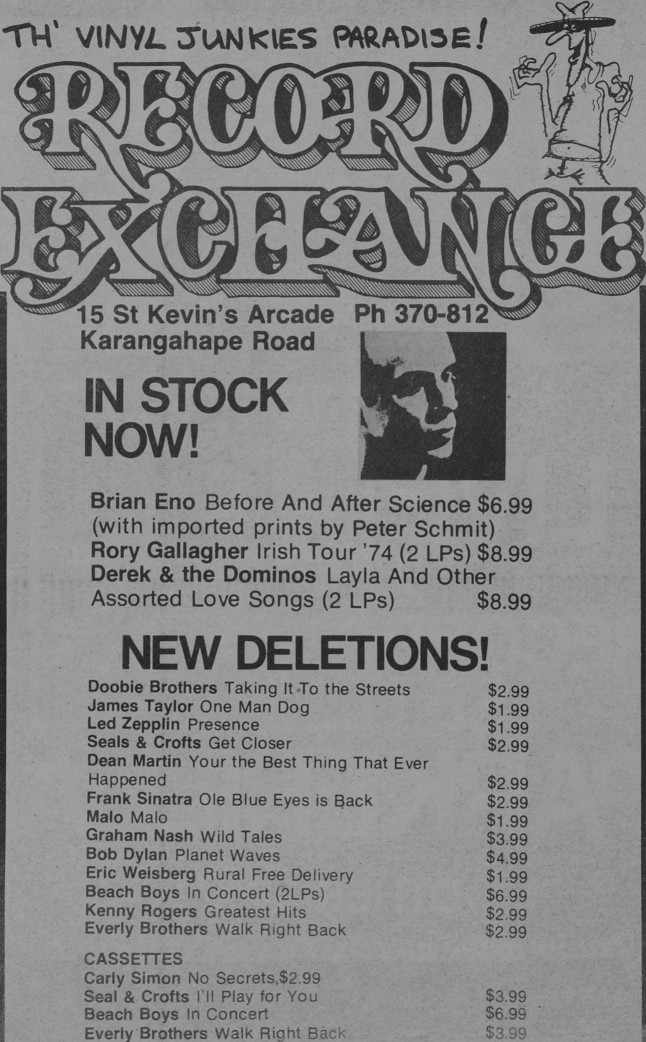 TH' VINYL JUNKIES PARADISE!
RECORD
EXCHANGE
15 St Kevin's Arcade Ph 370-812
Karangahape Road
IN STOCK
NOW!
Brian Eno Before And After Science $6.99
(with imported prints by Peter Schmit)
Rory Gallagher Irish Tour '74 (2 LPs) $8.99
Derek & the Dominos Layla And Other
Assorted Love Songs (2 LPs) $8.99
NEW DELETIONS!
Doobie Brothers Taking It To the Streets $2.99
James Taylor One Man Dog $1.99
Led Zepplin Presence $1.99
Seals & Crofts Get Closer $2.99
Dean Martin Your the Best Thing That Ever
Happened $2.99
Frank Sinatra Ole Blue Eyes is Back $2.99
Malo Malo $1.99
Graham Nash Wild Tales $3.99
Bob Dylan Planet Waves $4.99
Eric Weisberg Rural Free Delivery $1.99
Beach Boys In Concert (2LPs) $6.99
Kenny Rogers Greatest Hits $2.99
Everly Brothers Walk Right Back $2.99
CASSETTES
Carly Simon No Secrets,$2.99
Seal & Crofts I'll Play for You $3.99
Beach Boys In Concert $6.99
Everly Brothers Walk Right Back $3.99